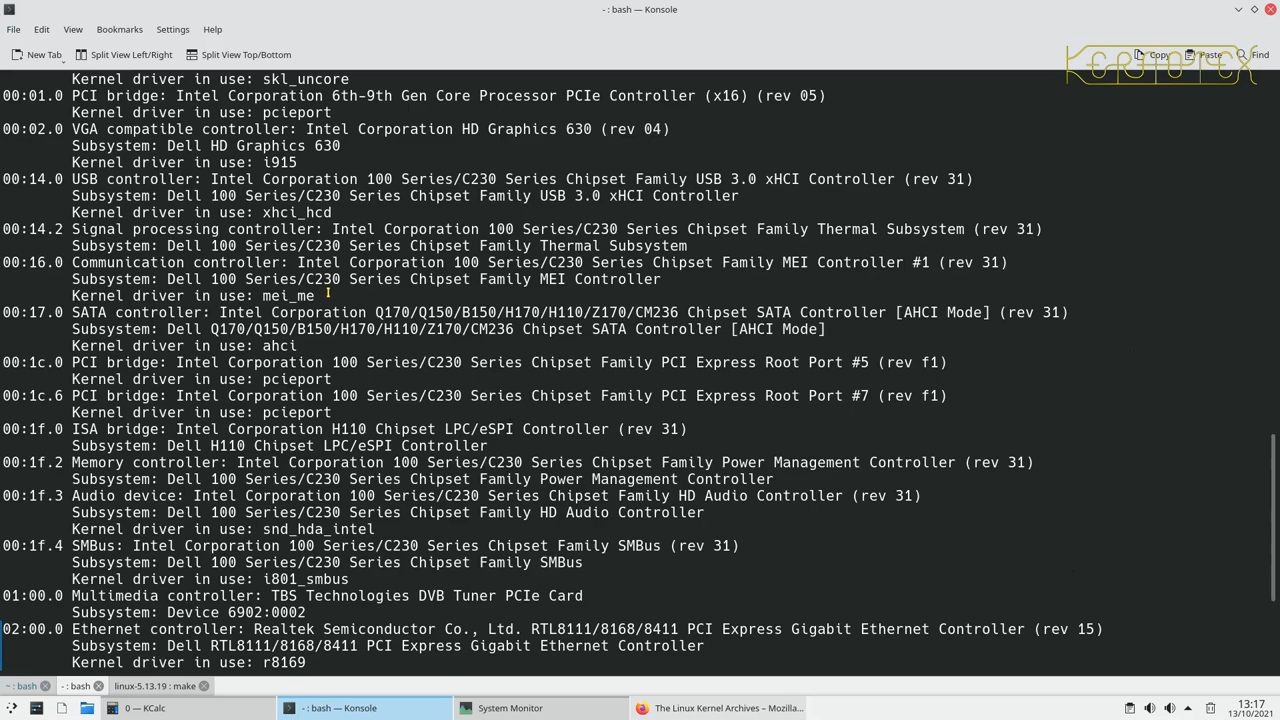 - : bash — Konsole
File Edit View Bookmarks Settings Help
New Tab Split View Left/Right Split View Top/Bottom Copy Paste Find
Kernel driver in use: skl_uncore
00:01.0 PCI bridge: Intel Corporation 6th-9th Gen Core Processor PCIe Controller (x16) (rev 05)
Kernel driver in use: pcieport
00:02.0 VGA compatible controller: Intel Corporation HD Graphics 630 (rev 04)
Subsystem: Dell HD Graphics 630
Kernel driver in use: i915
00:14.0 USB controller: Intel Corporation 100 Series/C230 Series Chipset Family USB 3.0 xHCI Controller (rev 31)
Subsystem: Dell 100 Series/C230 Series Chipset Family USB 3.0 xHCI Controller
Kernel driver in use: xhci_hcd
00:14.2 Signal processing controller: Intel Corporation 100 Series/C230 Series Chipset Family Thermal Subsystem (rev 31)
Subsystem: Dell 100 Series/C230 Series Chipset Family Thermal Subsystem
00:16.0 Communication controller: Intel Corporation 100 Series/C230 Series Chipset Family MEI Controller #1 (rev 31)
Subsystem: Dell 100 Series/C230 Series Chipset Family MEI Controller
Kernel driver in use: mei_me
00:17.0 SATA controller: Intel Corporation Q170/Q150/B150/H170/H110/Z170/CM236 Chipset SATA Controller [AHCI Mode] (rev 31)
Subsystem: Dell Q170/Q150/B150/H170/H110/Z170/CM236 Chipset SATA Controller [AHCI Mode]
Kernel driver in use: ahci
00:1c.0 PCI bridge: Intel Corporation 100 Series/C230 Series Chipset Family PCI Express Root Port #5 (rev f1)
Kernel driver in use: pcieport
00:1c.6 PCI bridge: Intel Corporation 100 Series/C230 Series Chipset Family PCI Express Root Port #7 (rev f1)
Kernel driver in use: pcieport
00:1f.0 ISA bridge: Intel Corporation H110 Chipset LPC/eSPI Controller (rev 31)
Subsystem: Dell H110 Chipset LPC/eSPI Controller
00:1f.2 Memory controller: Intel Corporation 100 Series/C230 Series Chipset Family Power Management Controller (rev 31)
Subsystem: Dell 100 Series/C230 Series Chipset Family Power Management Controller
00:1f.3 Audio device: Intel Corporation 100 Series/C230 Series Chipset Family HD Audio Controller (rev 31)
Subsystem: Dell 100 Series/C230 Series Chipset Family HD Audio Controller
Kernel driver in use: snd_hda_intel
00:1f.4 SMBus: Intel Corporation 100 Series/C230 Series Chipset Family SMBus (rev 31)
Subsystem: Dell 100 Series/C230 Series Chipset Family SMBus
Kernel driver in use: i801_smbus
01:00.0 Multimedia controller: TBS Technologies DVB Tuner PCIe Card
Subsystem: Device 6902:0002
02:00.0 Ethernet controller: Realtek Semiconductor Co., Ltd. RTL8111/8168/8411 PCI Express Gigabit Ethernet Controller (rev 15)
Subsystem: Dell RTL8111/8168/8411 PCI Express Gigabit Ethernet Controller
Kernel driver in use: r8169
~ : bash - : bash linux-5.13.19 : make
0 — KCalc - : bash — Konsole System Monitor The Linux Kernel Archives – Mozilla... 13:17
13/10/2021